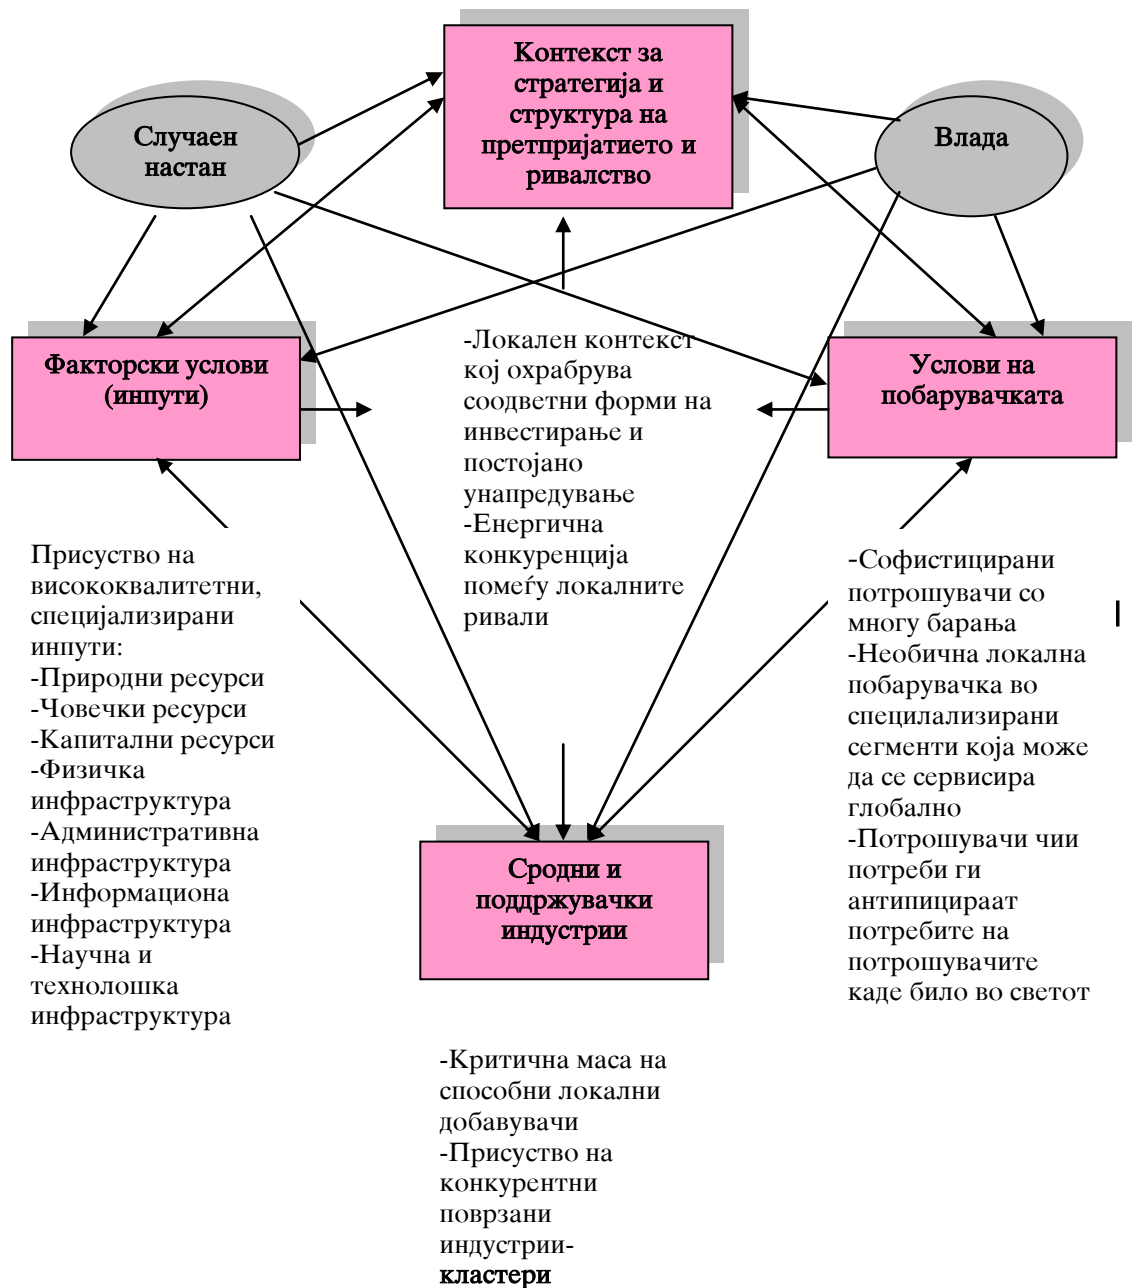 Контекст за
стратегија и
структура на
претпријатието и
ривалство
Случаен
настан
Влада
Факторски услови
(инпути)
Услови на
побарувачката
-Локален контекст
кој охрабрува
соодветни форми на
инвестирање и
постојано
унапредување
-Енергична
конкуренција
помеѓу локалните
ривали
Присуство на
висококвалитетни,
специјализирани
инпути:
-Природни ресурси
-Човечки ресурси
-Капитални ресурси
-Физичка
инфраструктура
-Административна
инфраструктура
-Информациона
инфраструктура
-Научна и
технолошка
инфраструктура
-Софистицирани
потрошувачи со
многу барања
-Необична локална
побарувачка во
специлализирани
сегменти која може
да се сервисира
глобално
-Потрошувачи чии
потреби ги
антипицираат
потребите на
потрошувачите
каде било во светот
Сродни и
поддржувачки
индустрии
-Критична маса на
способни локални
добавувачи
-Присуство на
конкурентни
поврзани
индустрии-
кластери